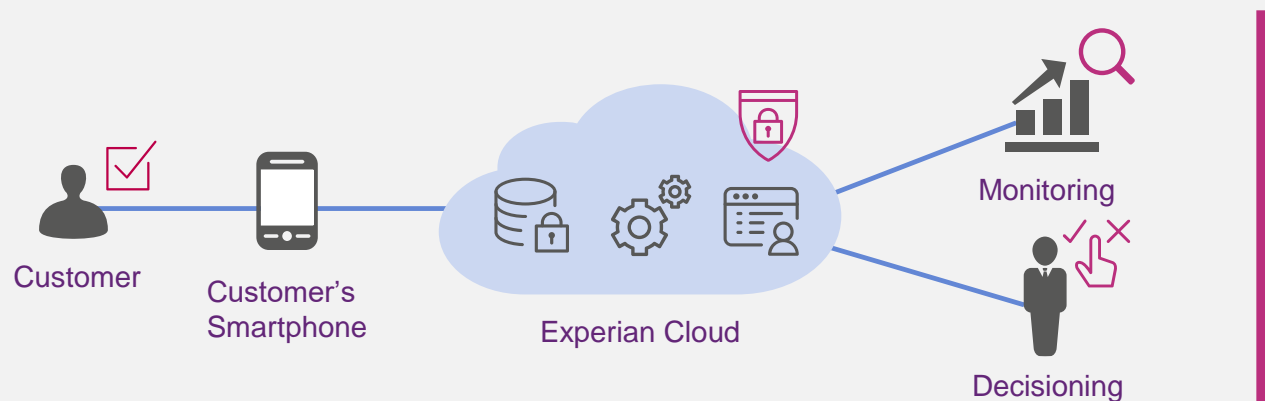 Customer
Customer’s
Smartphone
Experian Cloud
Monitoring
Decisioning